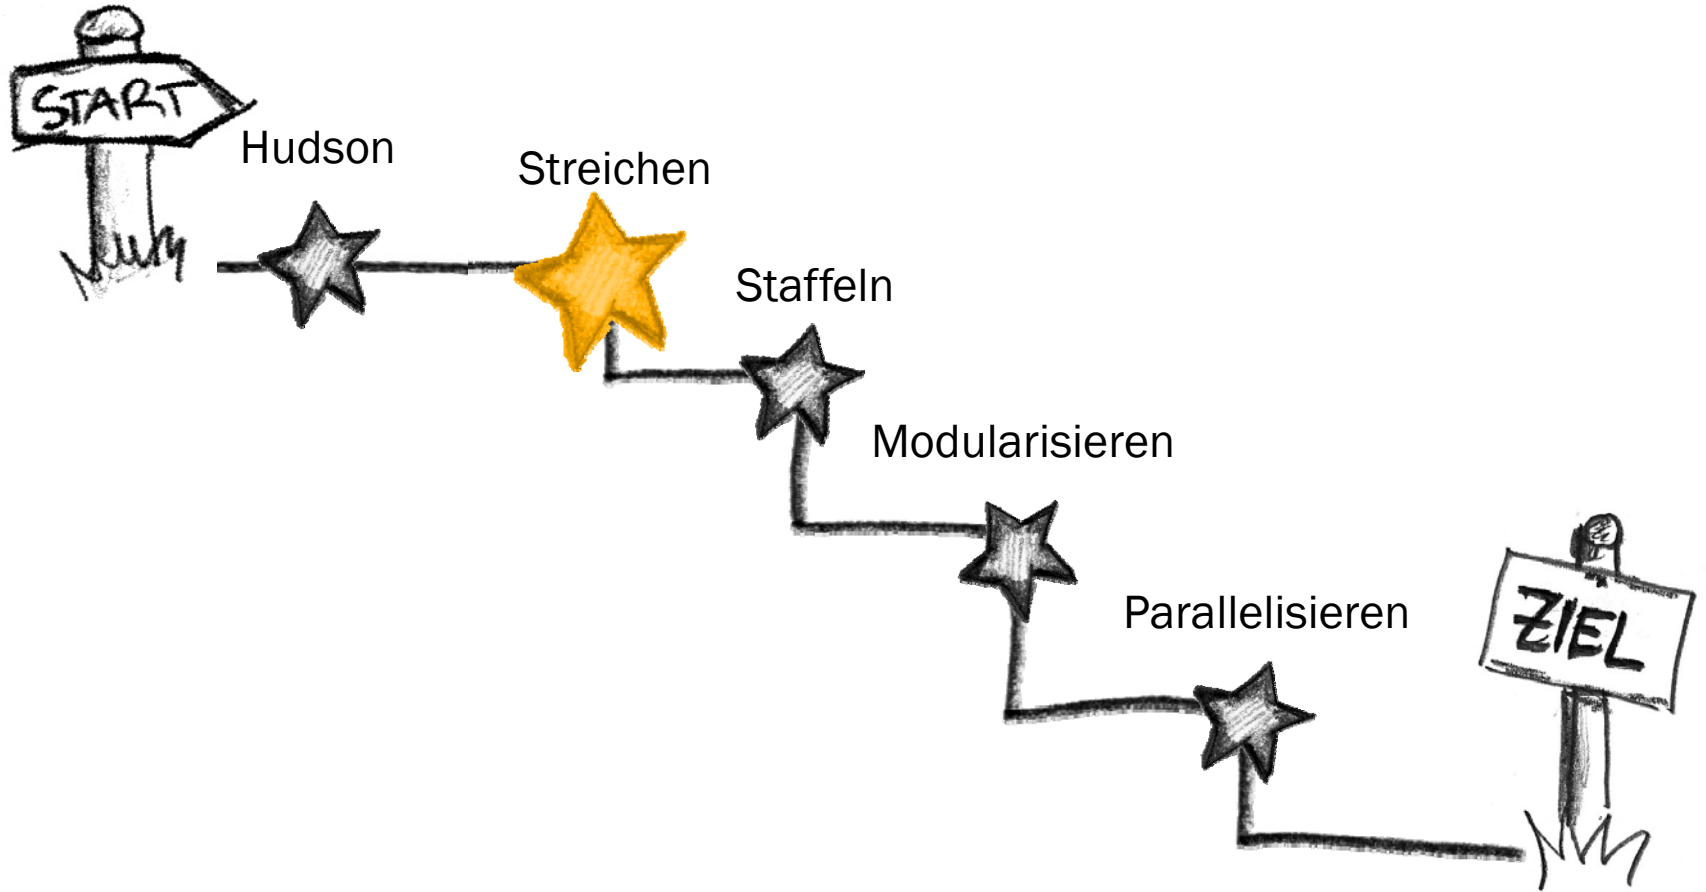 START
Hudson
Streichen
Staffeln
Modularisieren
Parallelisieren
ZIEL